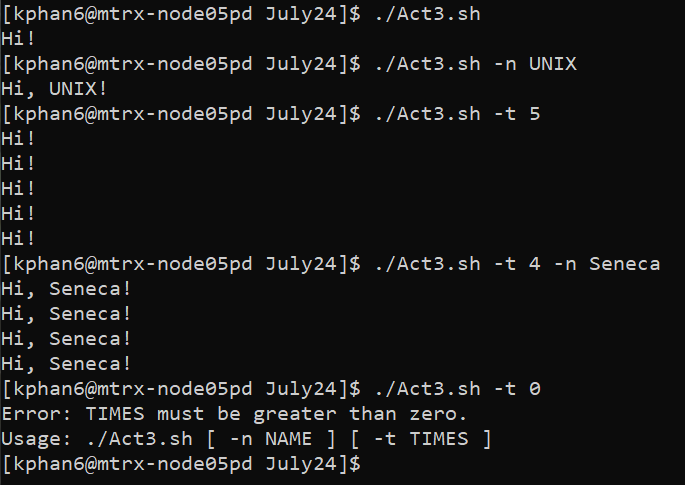 [kphan6@mtrx-node05pd July24]$ ./Act3.sh
Hi!
[kphan6@mtrx-node05pd July24]$ ./Act3.sh -n UNIX
Hi, UNIX!
[kphan6@mtrx-node05pd July24]$ ./Act3.sh -t 5
Hi!
Hi!
Hi!
Hi!
Hi!
[kphan6@mtrx-node05pd July24]$ ./Act3.sh -t 4 -n Seneca
Hi, Seneca!
Hi, Seneca!
Hi, Seneca!
Hi, Seneca!
[kphan6@mtrx-node05pd July24]$ ./Act3.sh -t 0
Error: TIMES must be greater than zero.
Usage: ./Act3.sh [ -n NAME ] [ -t TIMES ]
[kphan6@mtrx-node05pd July24]$